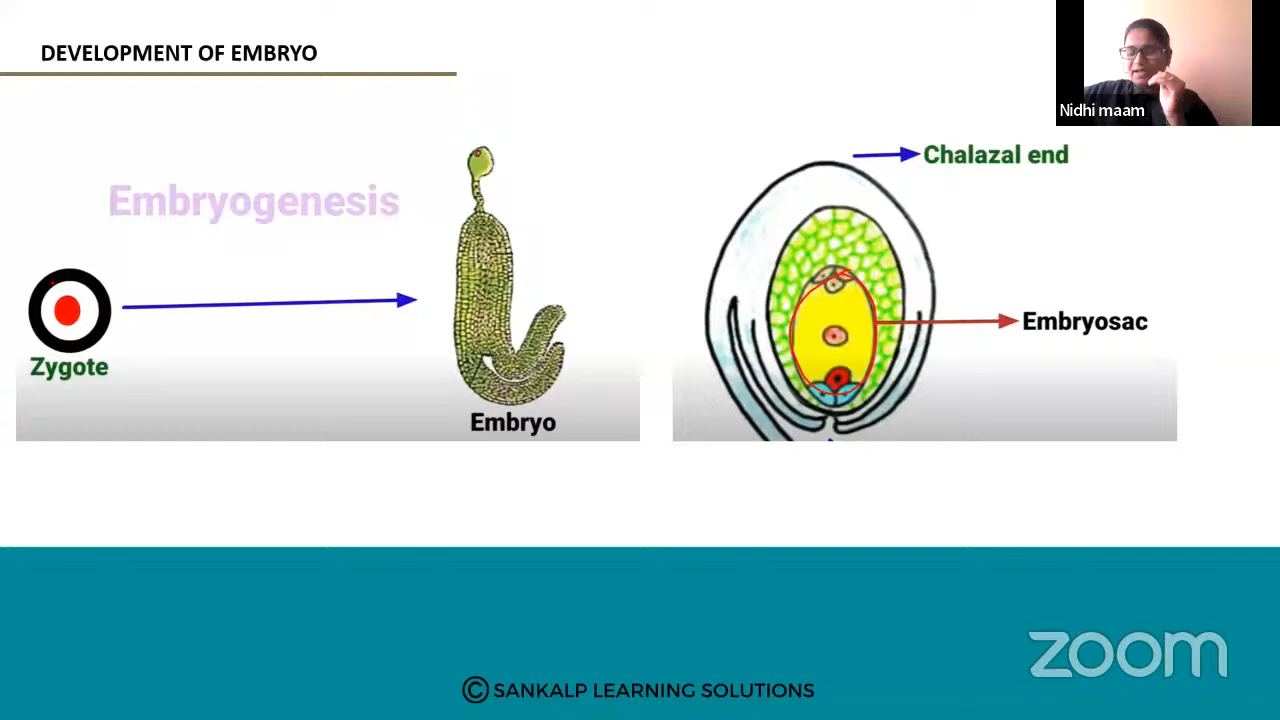 DEVELOPMENT OF EMBRYO
Nidhi maam
Embryogenesis
Chalazal end
Zygote
Embryo
Embryosac
zoom
© SANKALP LEARNING SOLUTIONS